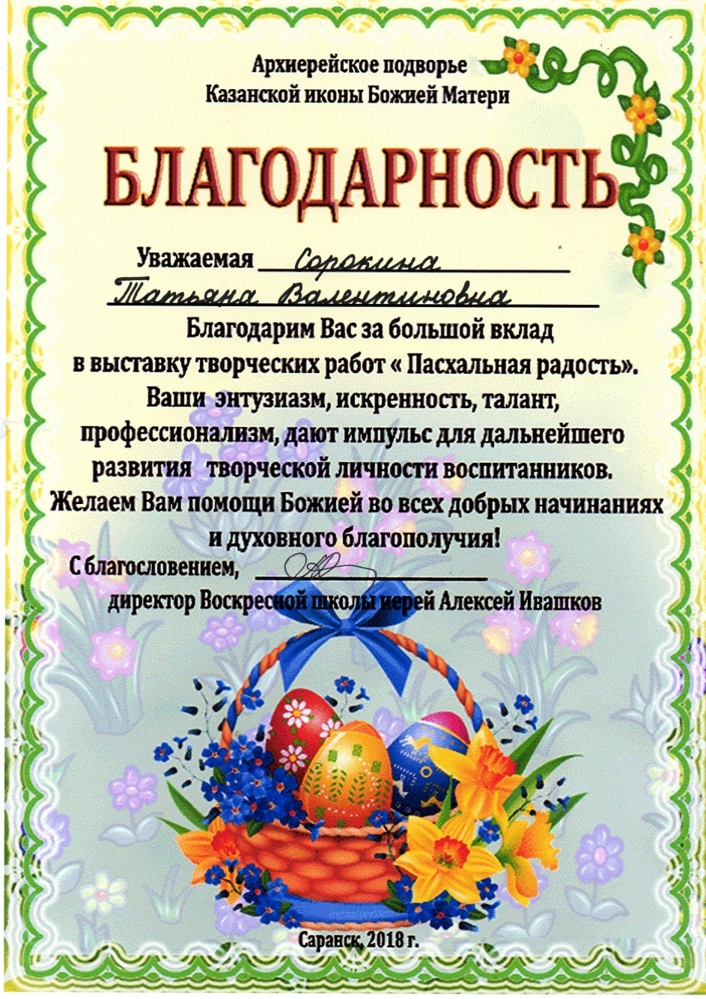 Архиерейское подворье
Казанской иконы Божией Матери
БЛАГОДАРНОСТЬ
Уважаемая Сорокина
Татьяна Валентиновна
Благодарим Вас за большой вклад
в выставку творческих работ « Пасхальная радость».
Ваши энтузиазм, искренность, талант,
профессионализм, дают импульс для дальнейшего
развития творческой личности воспитанников.
Желаем Вам помощи Божией во всех добрых начинаниях
и духовного благополучия!
С благословением,
директор Воскресной школы иерей Алексей Ивашков
Саранск, 2018 г.